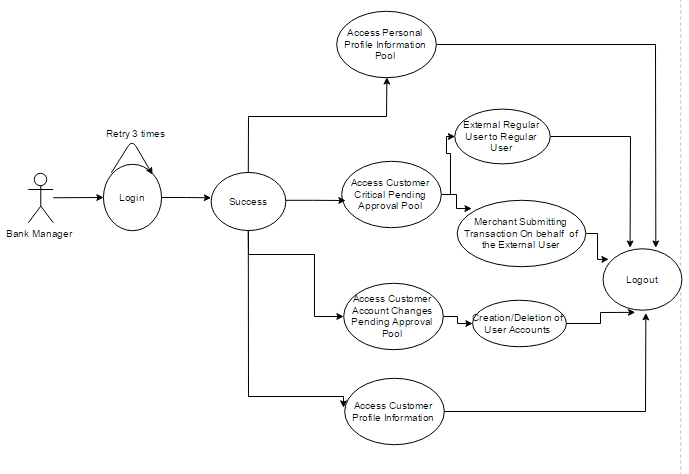 Access Personal
Profile Information
Pool
Retry 3 times
External Regular
User to Regular
User
Login
Success
Access Customer
Critical Pending
Approval Pool
Bank Manager
Merchant Submitting
Transaction On behalf of
the External User
Logout
Access Customer
Account Changes
Pending Approval
Pool
Creation/Deletion of
User Accounts
Access Customer
Profile Information